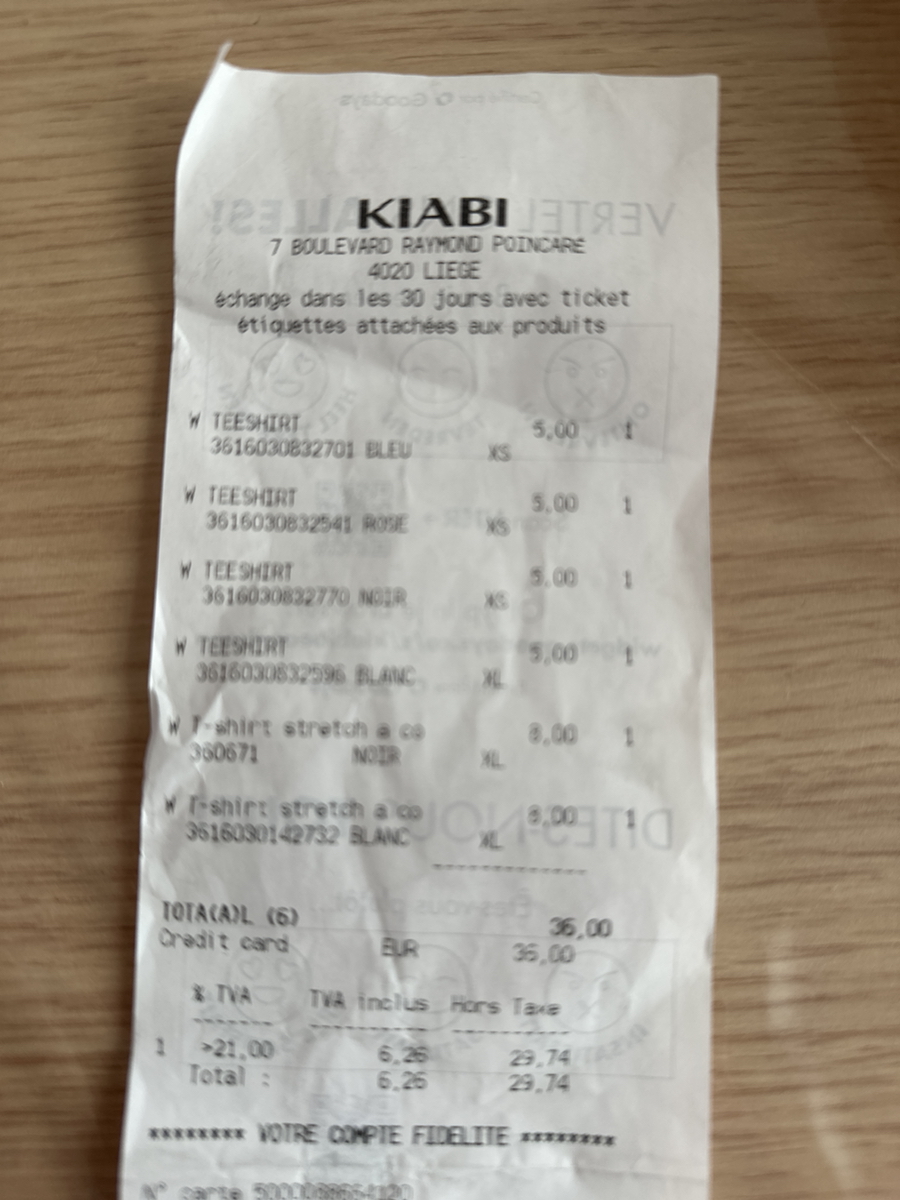 KIABI
7 BOULEVARD RAYMOND POINCARE
4020 LIEGE
échange dans les 30 jours avec ticket
étiquettes attachées aux produits
W TEESHIRT 5,00 1
3616030832701 BLEU XS
W TEESHIRT 5,00 1
3616030832541 ROSE XS
W TEESHIRT 5,00 1
3616030832770 NOIR XS
W TEESHIRT 5,00 1
3616030832596 BLANC XL
W T-shirt stretch a co 8,00 1
360671 NOIR XL
W T-shirt stretch a co 8,00 1
3616030142732 BLANC XL
TOTA(A)L (6) 36,00
Credit card EUR 36,00
% TVA TVA inclus Hors Taxe
1 >21,00 6,26 29,74
Total : 6,26 29,74
******** VOTRE COMPTE FIDELITE ********
N° carte